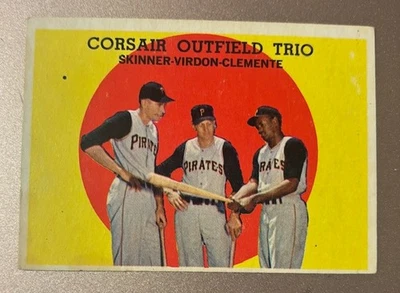 CORSAIR OUTFIELD TRIO
SKINNER-VIRDON-CLEMENTE
P P P
PIRATES PIRATES PIRATES